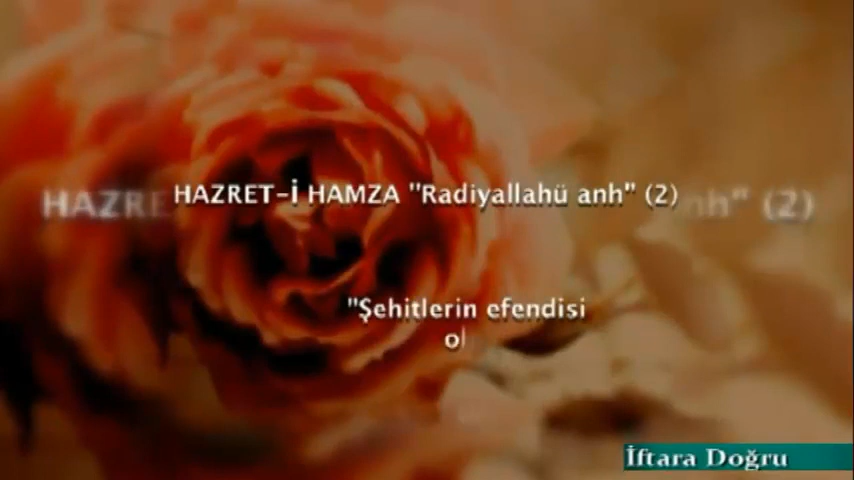 HAZRET-İ HAMZA "Radiyallahü anh" (2)
"Şehitlerin efendisi
İftara Doğru